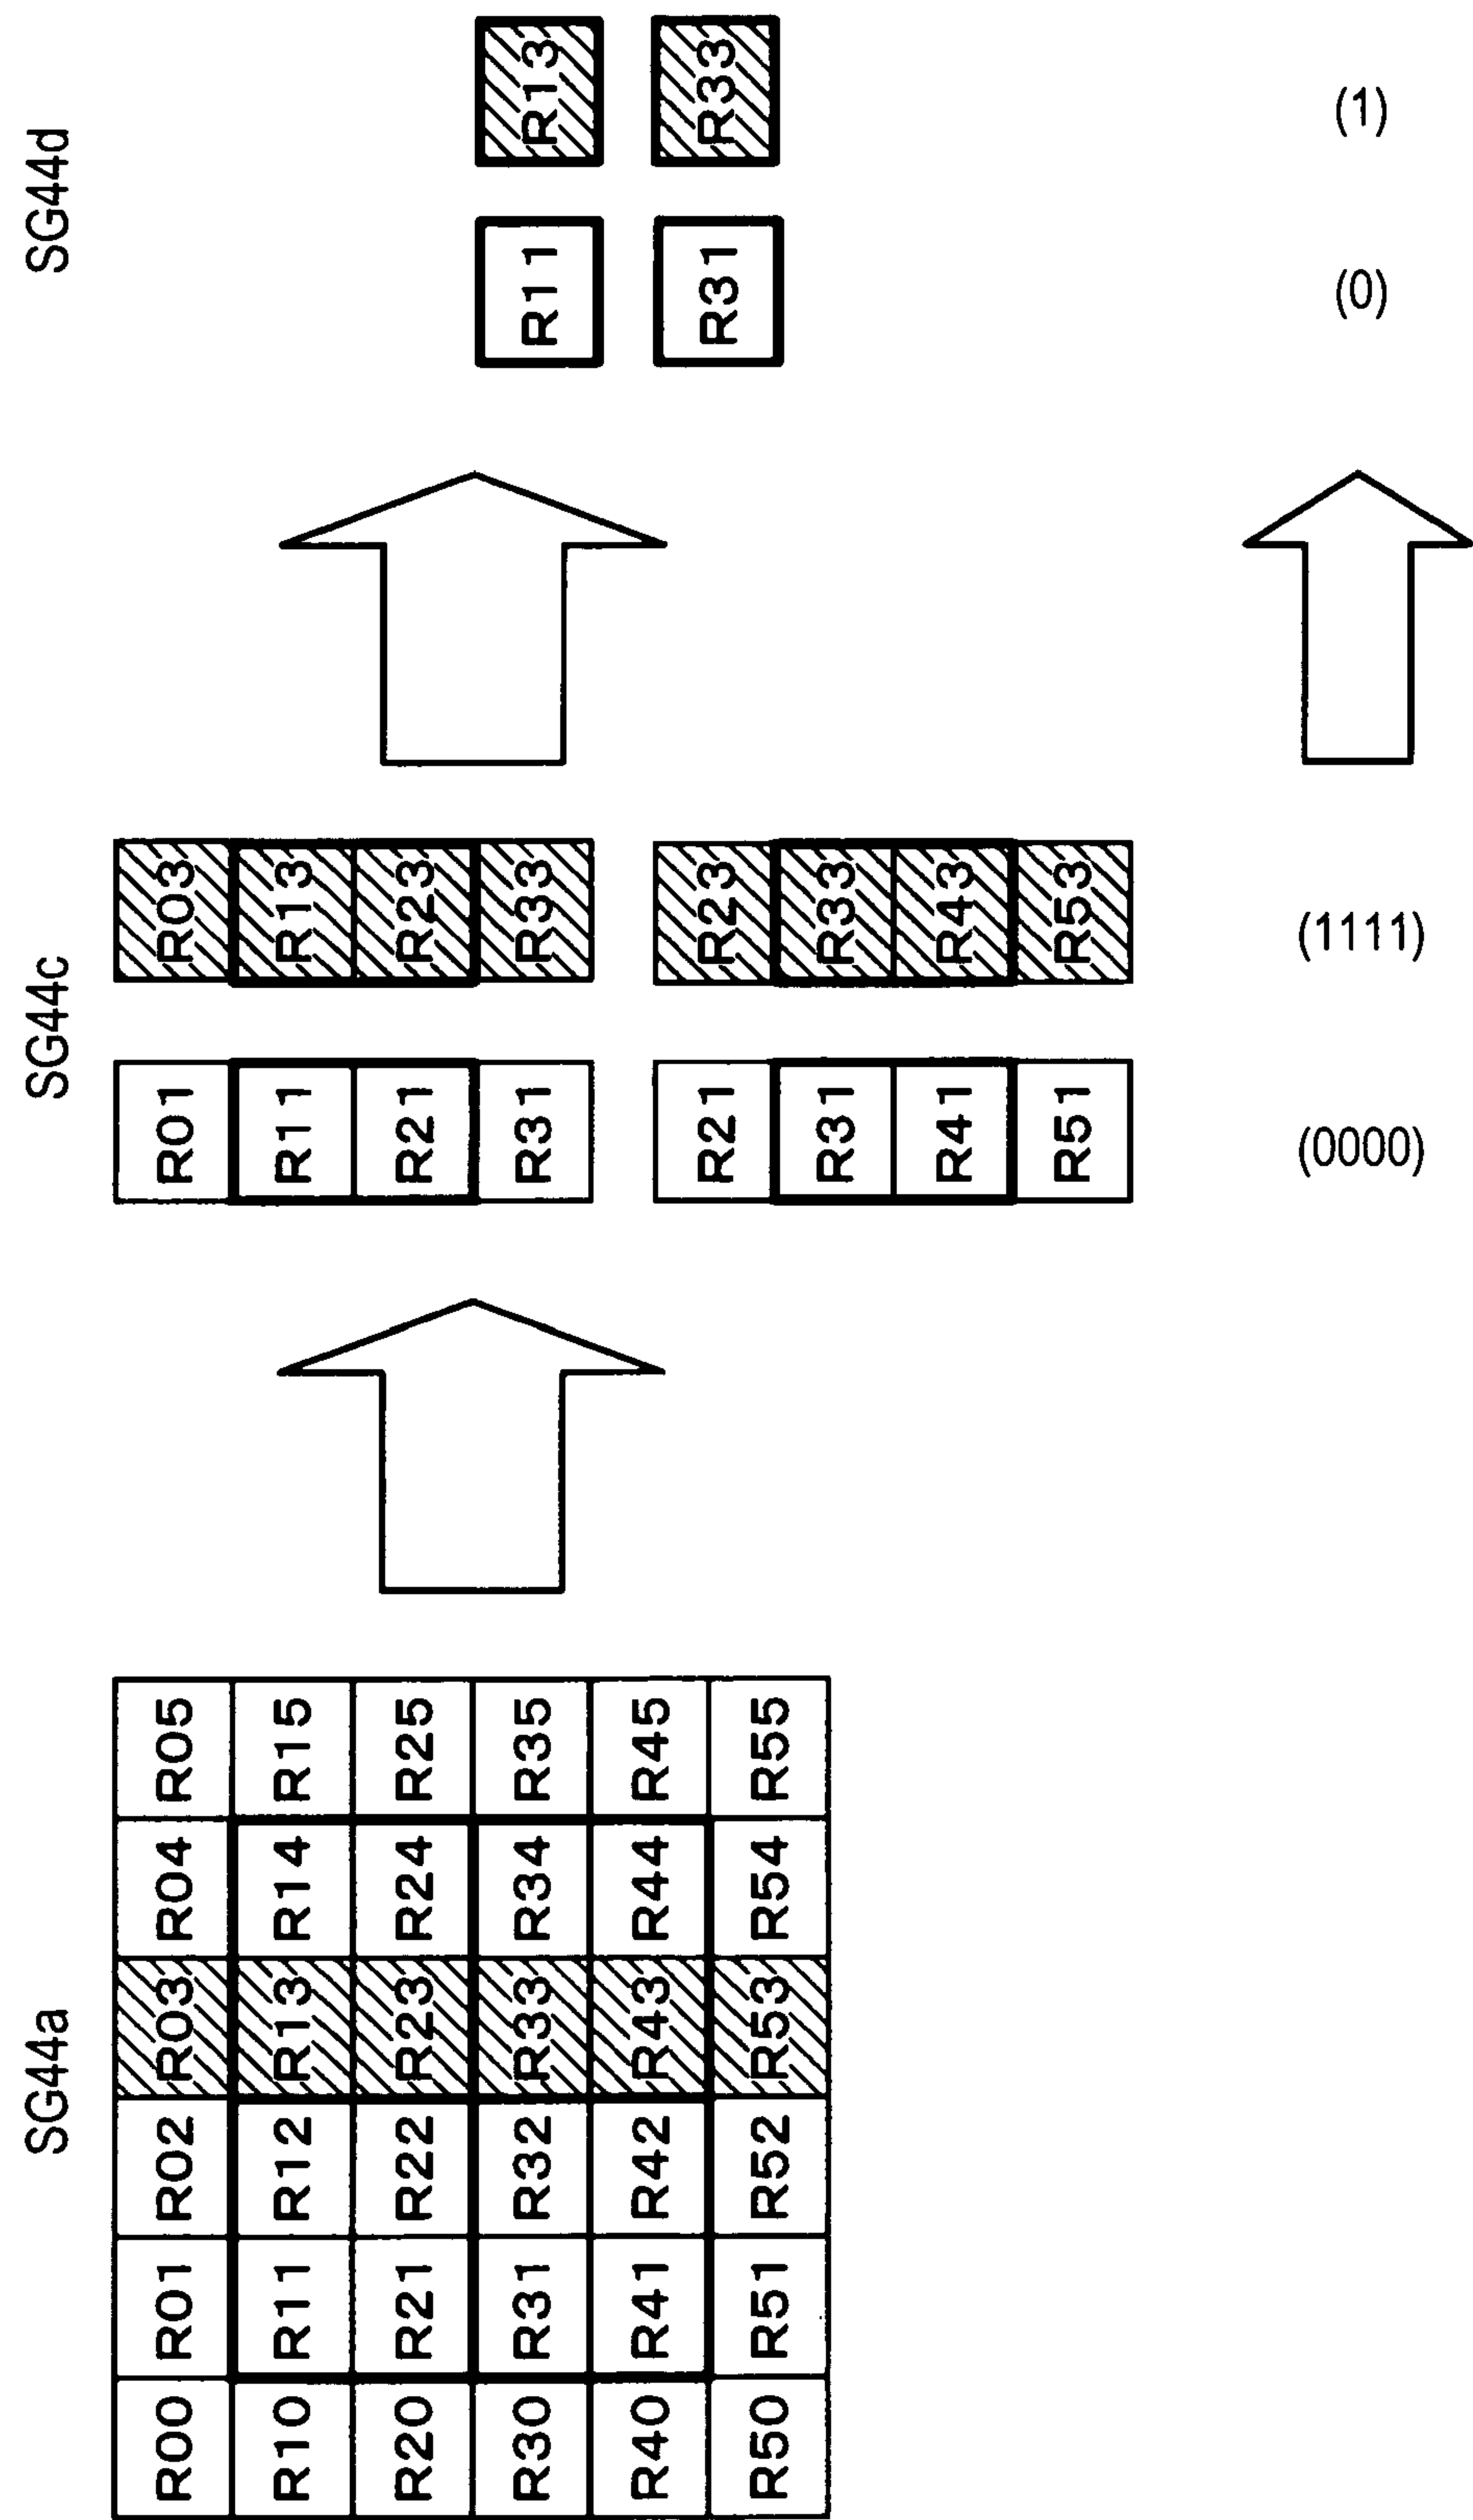 SG44a
R00 R01 R02 R03 R04 R05
R10 R11 R12 R13 R14 R15
R20 R21 R22 R23 R24 R25
R30 R31 R32 R33 R34 R35
R40 R41 R42 R43 R44 R45
R50 R51 R52 R53 R54 R55
SG44c
R01 R03
R11 R13
R21 R23
R31 R33
R21 R23
R31 R33
R41 R43
R51 R53
(0000) (1111)
SG44d
R11 R13
R31 R33
(0) (1)